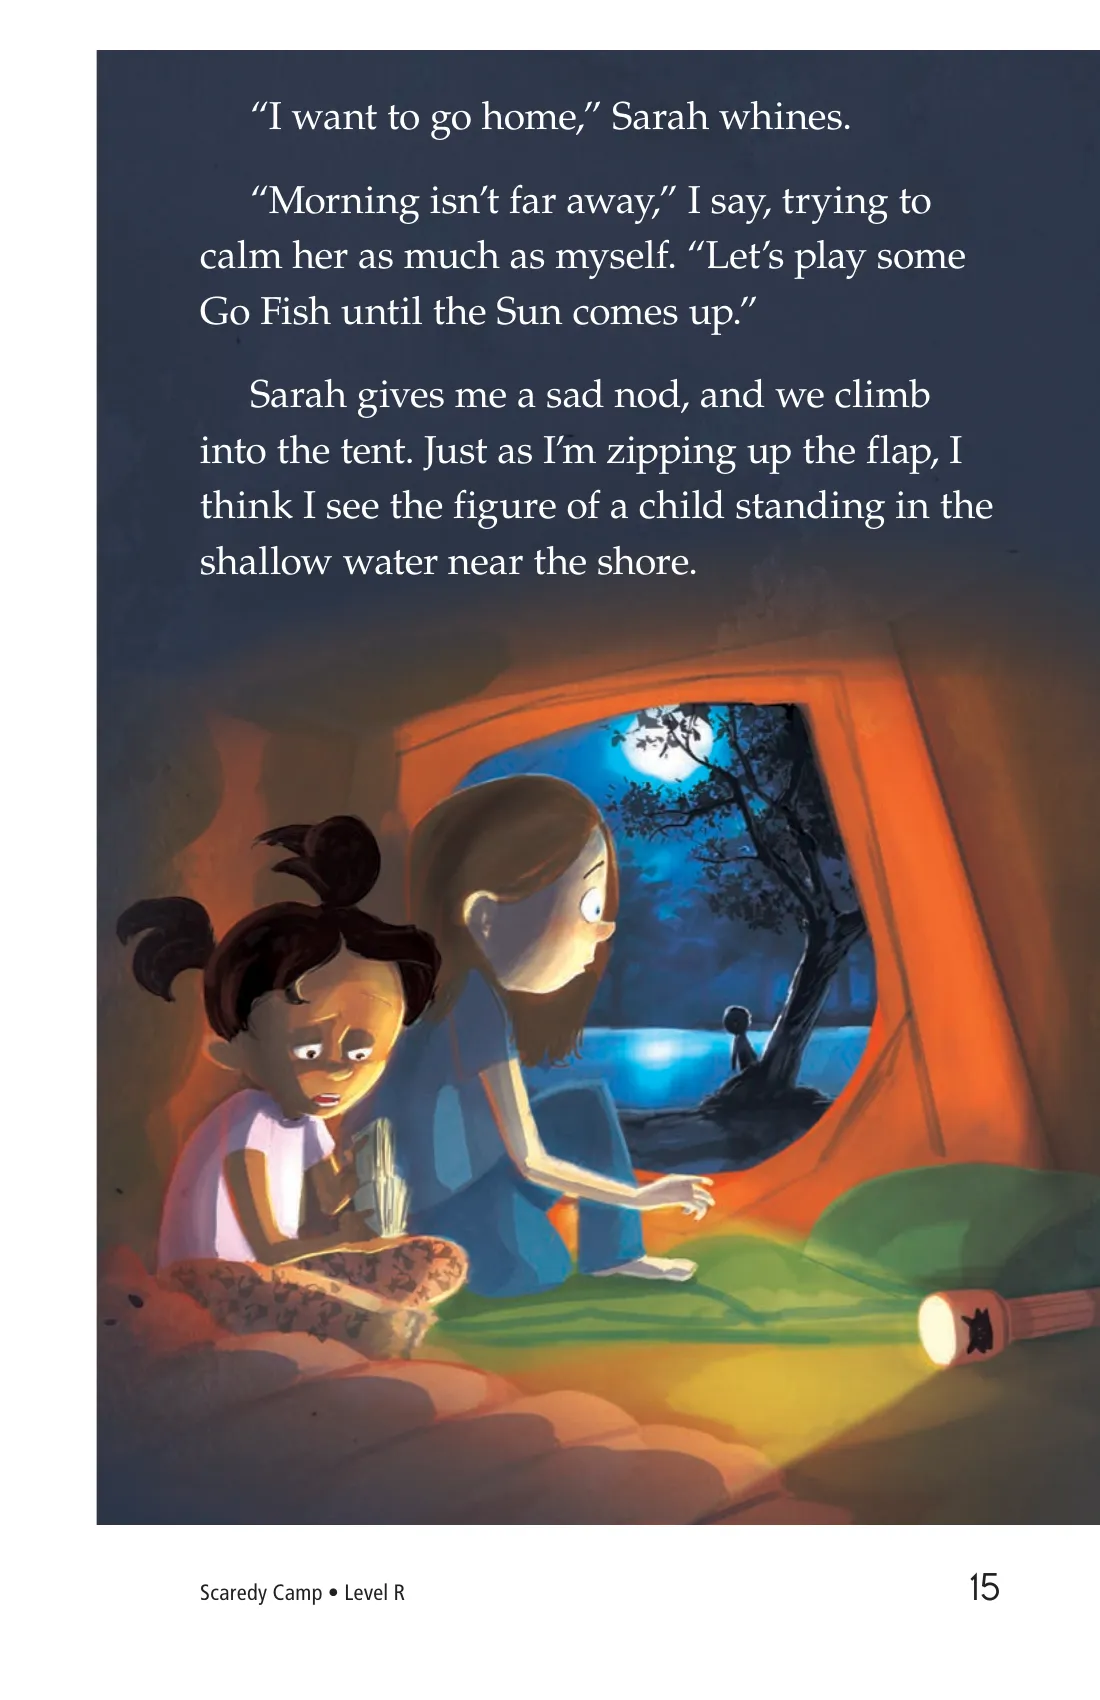 “I want to go home,” Sarah whines.
“Morning isn’t far away,” I say, trying to
calm her as much as myself. “Let’s play some
Go Fish until the Sun comes up.”
Sarah gives me a sad nod, and we climb
into the tent. Just as I’m zipping up the flap, I
think I see the figure of a child standing in the
shallow water near the shore.
Scaredy Camp • Level R
15